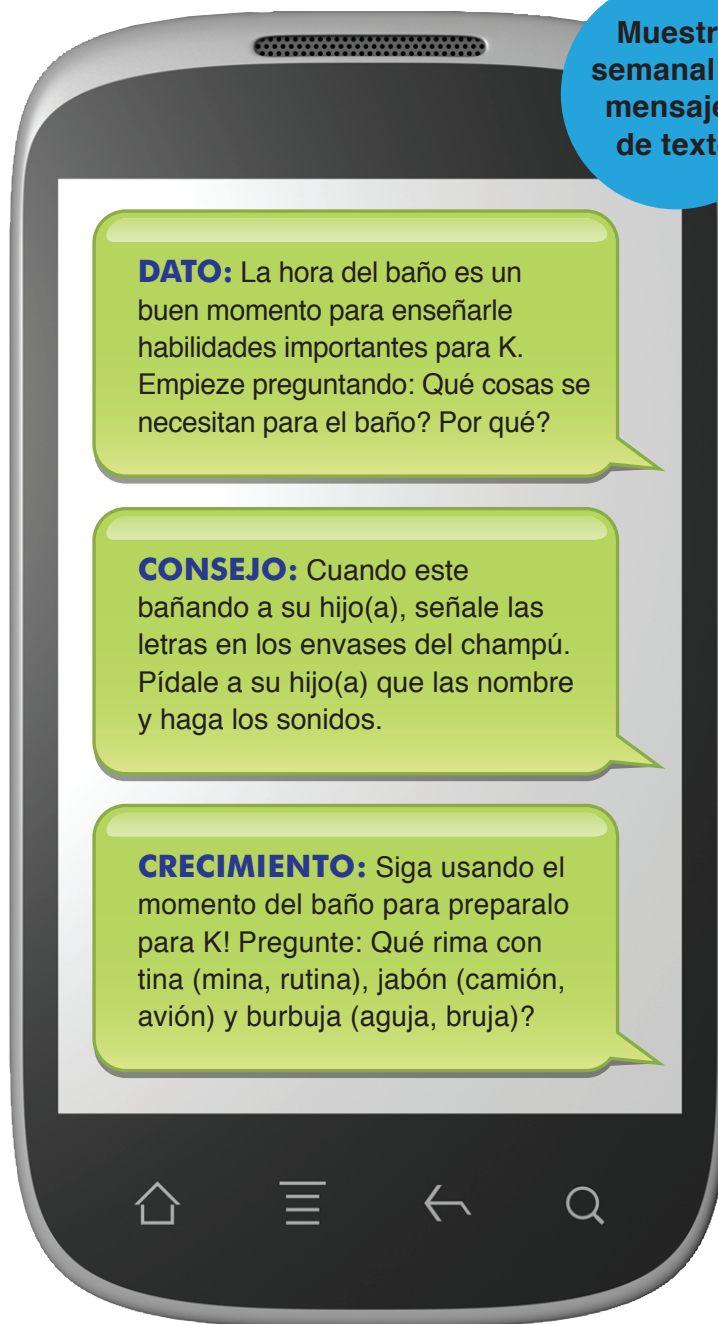 semanal
de
DATO: La hora del baño es un
buen momento para enseñarle
habilidades importantes para K.
Empieze preguntando: Qué cosas se
necesitan para el baño? Por qué?
CONSEJO: Cuando este
bañando a su hijo(a), señale las
letras en los envases del champú.
Pídale a su hijo(a) que las nombre
y haga los sonidos.
CRECIMIENTO: Siga usando el
momento del baño para preparalo
para K! Pregunte: Qué rima con
tina (mina, rutina), jabón (camión,
avión) y burbuja (aguja, bruja)?